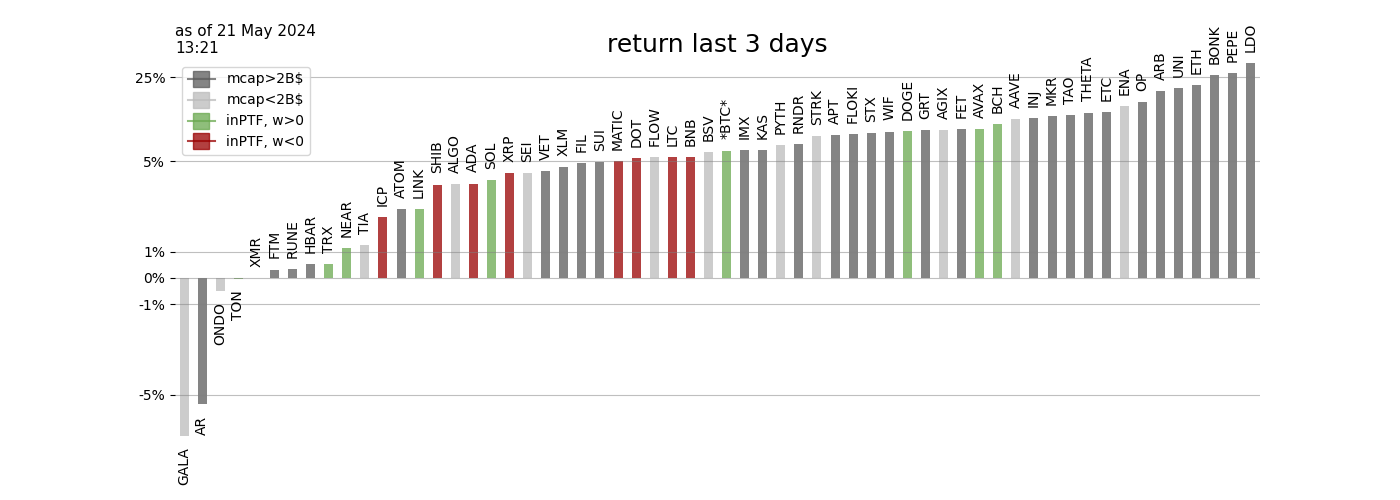 as of 21 May 2024
13:21
return last 3 days
mcap>2B$
mcap<2B$
inPTF, w>0
inPTF, w<0
25%
5%
1%
0%
-1%
-5%
GALA
AR
ONDO
TON
XMR
FTM
RUNE
HBAR
TRX
NEAR
TIA
ICP
ATOM
LINK
SHIB
ALGO
ADA
SOL
XRP
SEI
VET
XLM
FIL
SUI
MATIC
DOT
FLOW
LTC
BNB
BSV
*BTC*
IMX
KAS
PYTH
RNDR
STRK
APT
FLOKI
STX
WIF
DOGE
GRT
AGIX
FET
AVAX
BCH
AAVE
INJ
MKR
TAO
THETA
ETC
ENA
OP
ARB
UNI
ETH
BONK
PEPE
LDO